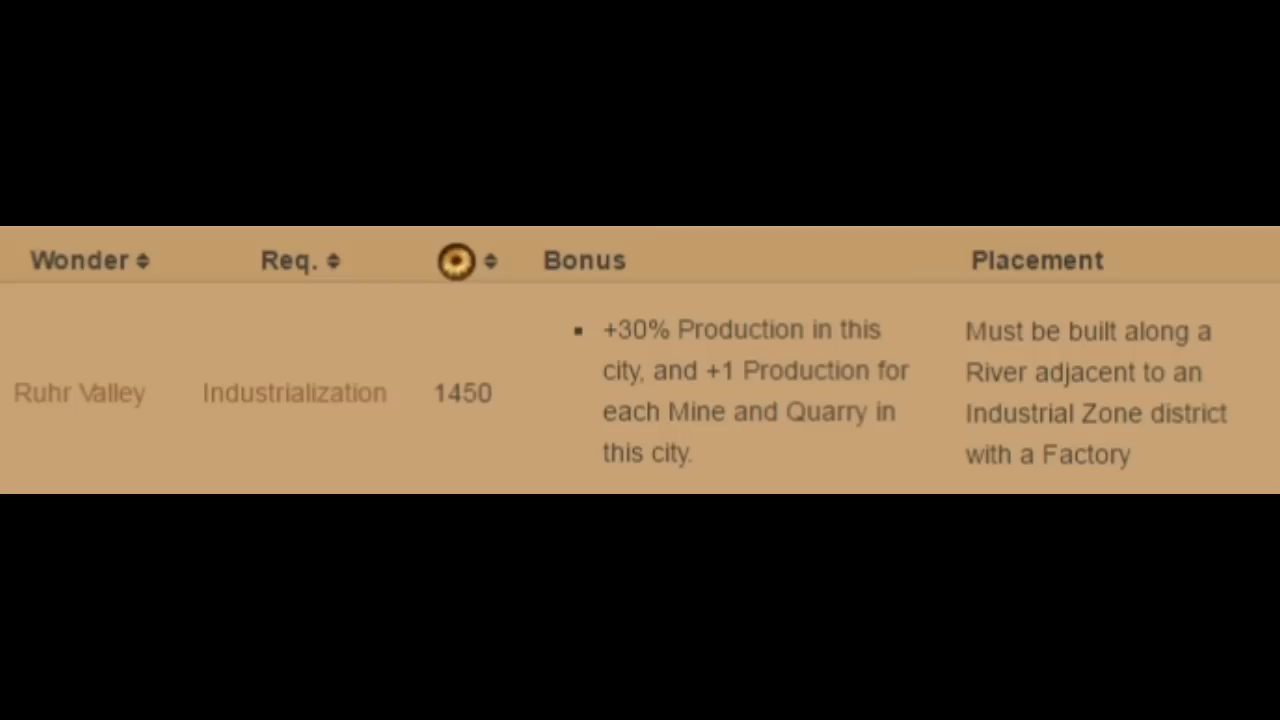 Wonder Req. Bonus Placement
+30% Production in this
city, and +1 Production for
each Mine and Quarry in
this city.
Ruhr Valley Industrialization 1450
Must be built along a
River adjacent to an
Industrial Zone district
with a Factory